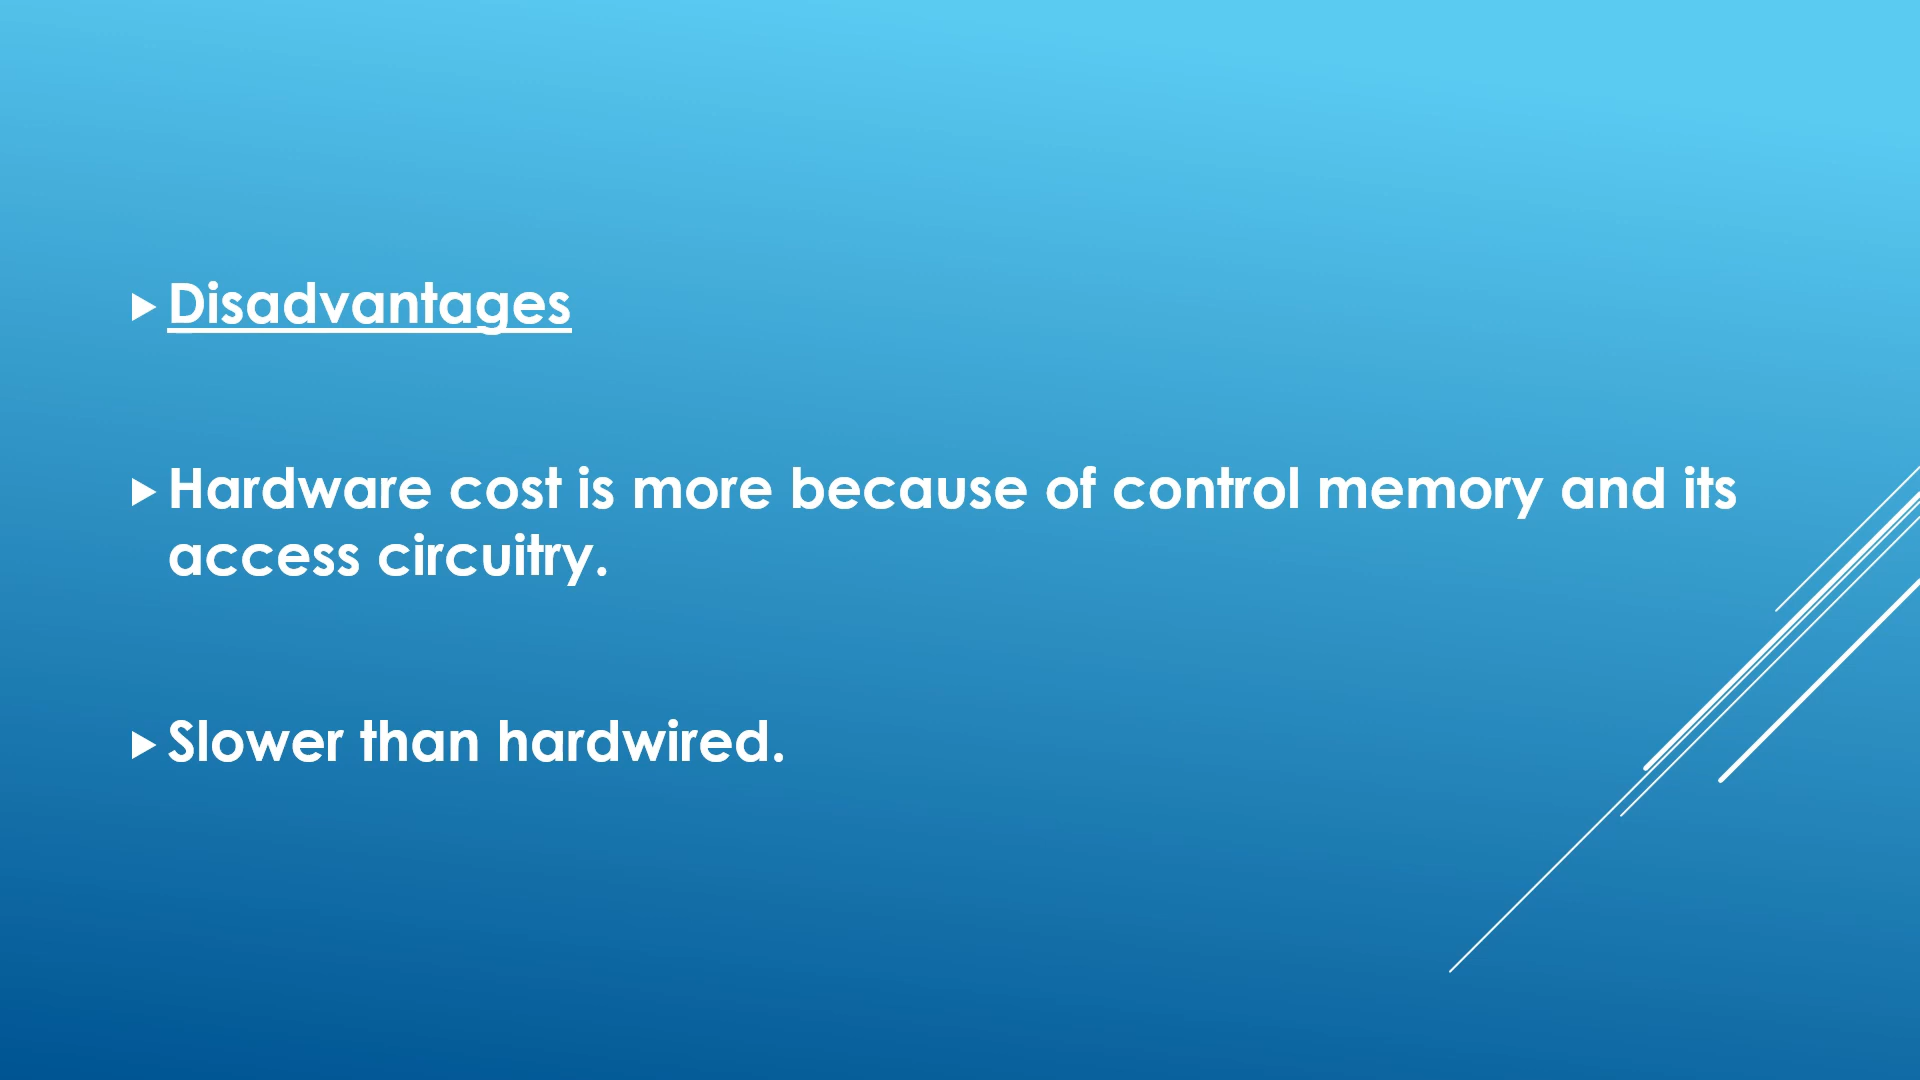 Disadvantages
Hardware cost is more because of control memory and its
access circuitry.
Slower than hardwired.